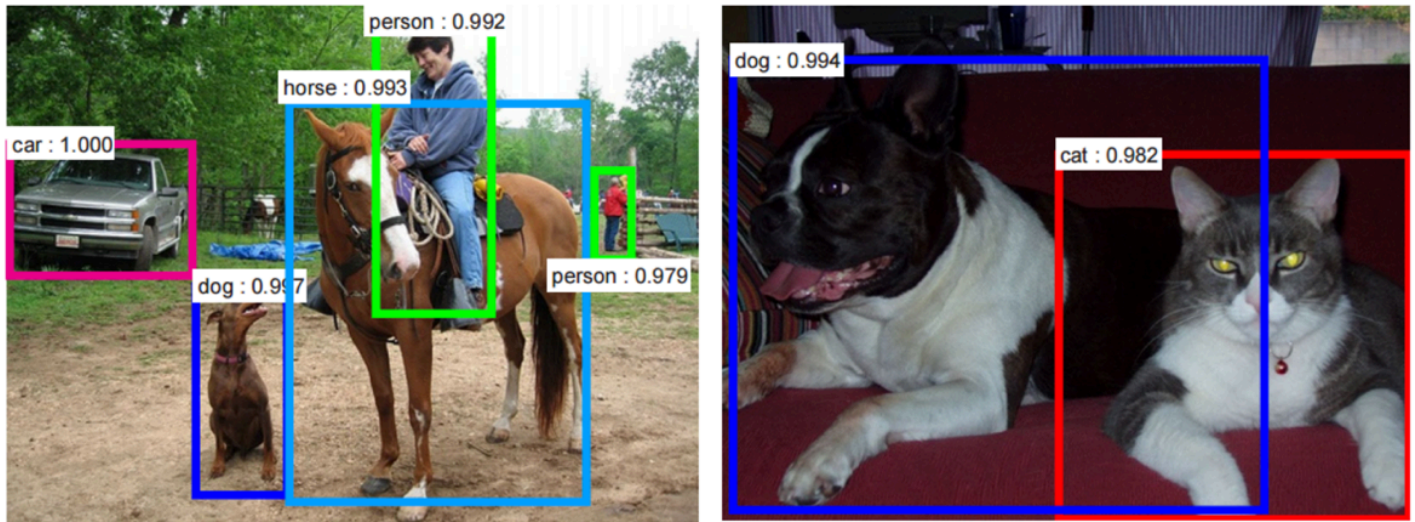 person : 0.992
horse : 0.993
car : 1.000
dog : 0.997
person : 0.979
dog : 0.994
cat : 0.982